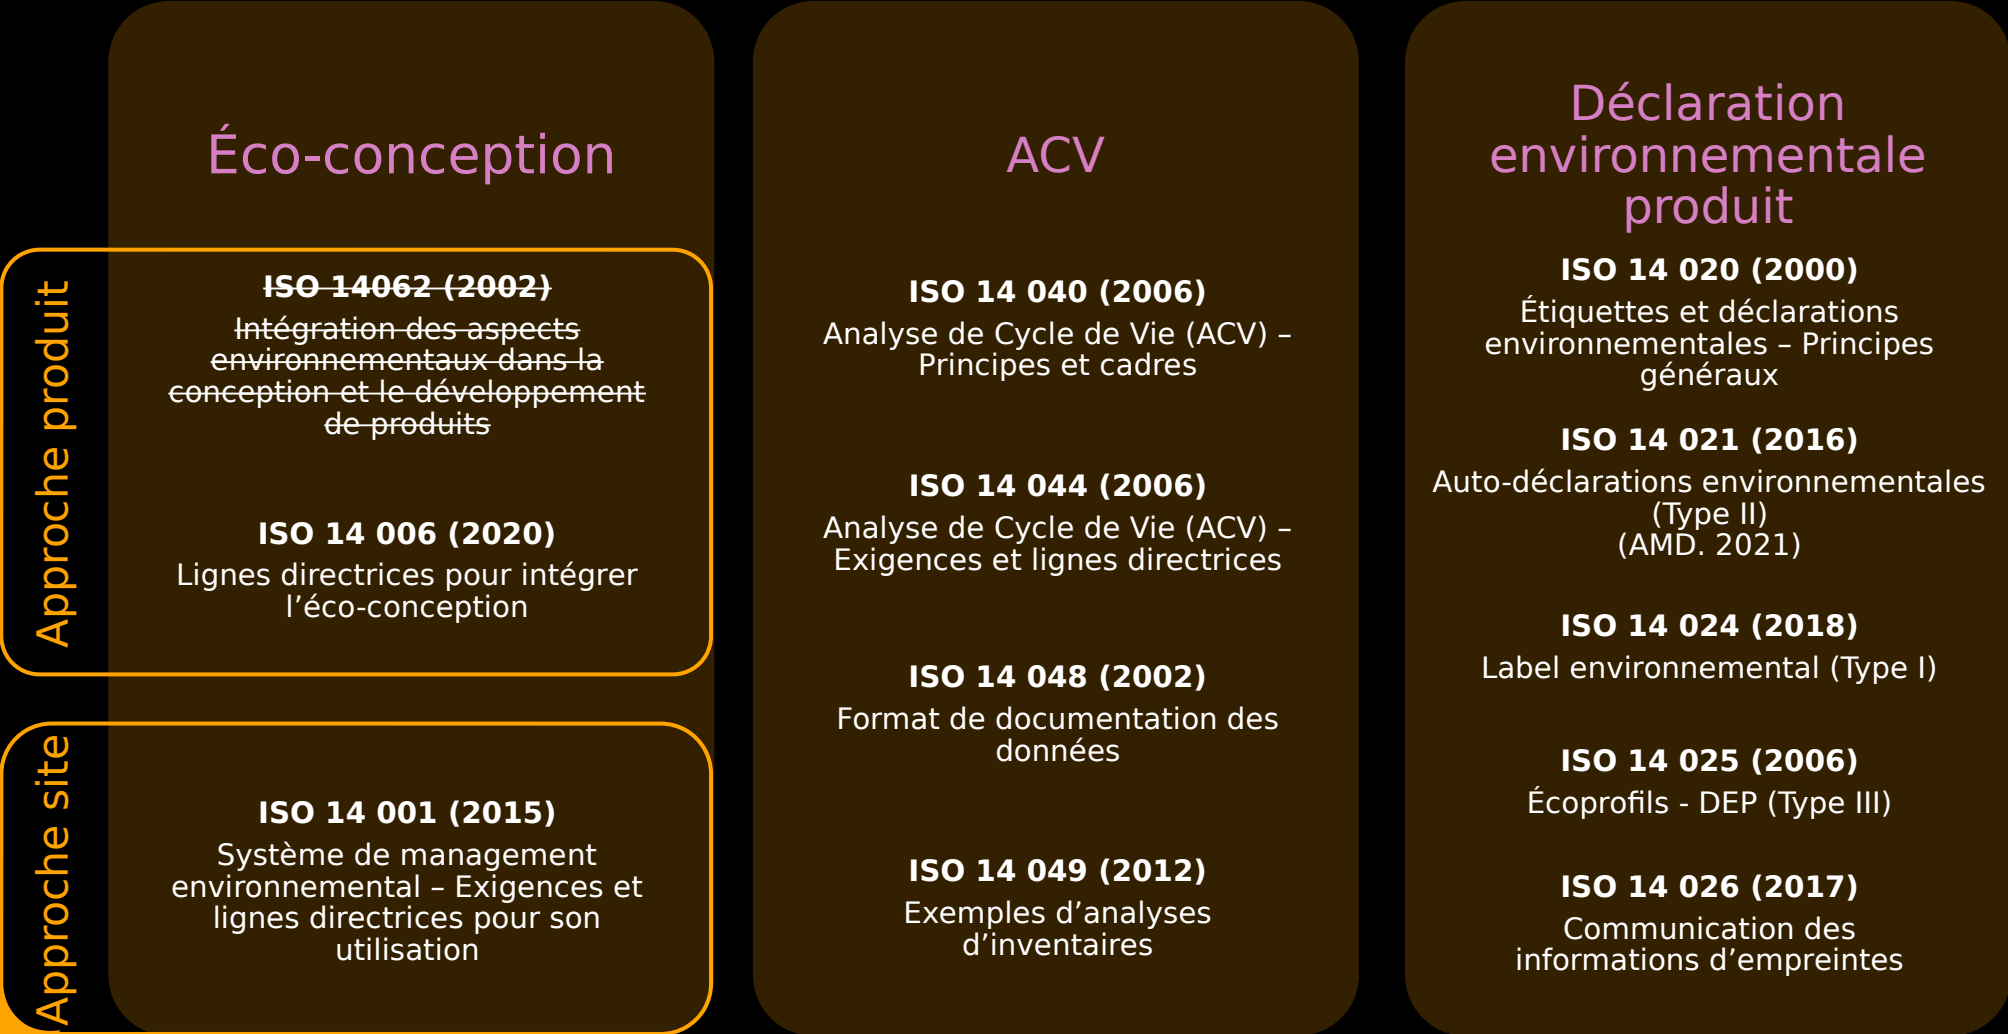 Éco-conception
Approche produit
ISO 14062 (2002)
Intégration des aspects
environnementaux dans la
conception et le développement
de produits
ISO 14 006 (2020)
Lignes directrices pour intégrer
l’éco-conception
Approche site
ISO 14 001 (2015)
Système de management
environnemental – Exigences et
lignes directrices pour son
utilisation
ACV
ISO 14 040 (2006)
Analyse de Cycle de Vie (ACV) –
Principes et cadres
ISO 14 044 (2006)
Analyse de Cycle de Vie (ACV) –
Exigences et lignes directrices
ISO 14 048 (2002)
Format de documentation des
données
ISO 14 049 (2012)
Exemples d’analyses
d’inventaires
Déclaration
environnementale
produit
ISO 14 020 (2000)
Étiquettes et déclarations
environnementales – Principes
généraux
ISO 14 021 (2016)
Auto-déclarations environnementales
(Type II)
(AMD. 2021)
ISO 14 024 (2018)
Label environnemental (Type I)
ISO 14 025 (2006)
Écoprofils - DEP (Type III)
ISO 14 026 (2017)
Communication des
informations d’empreintes